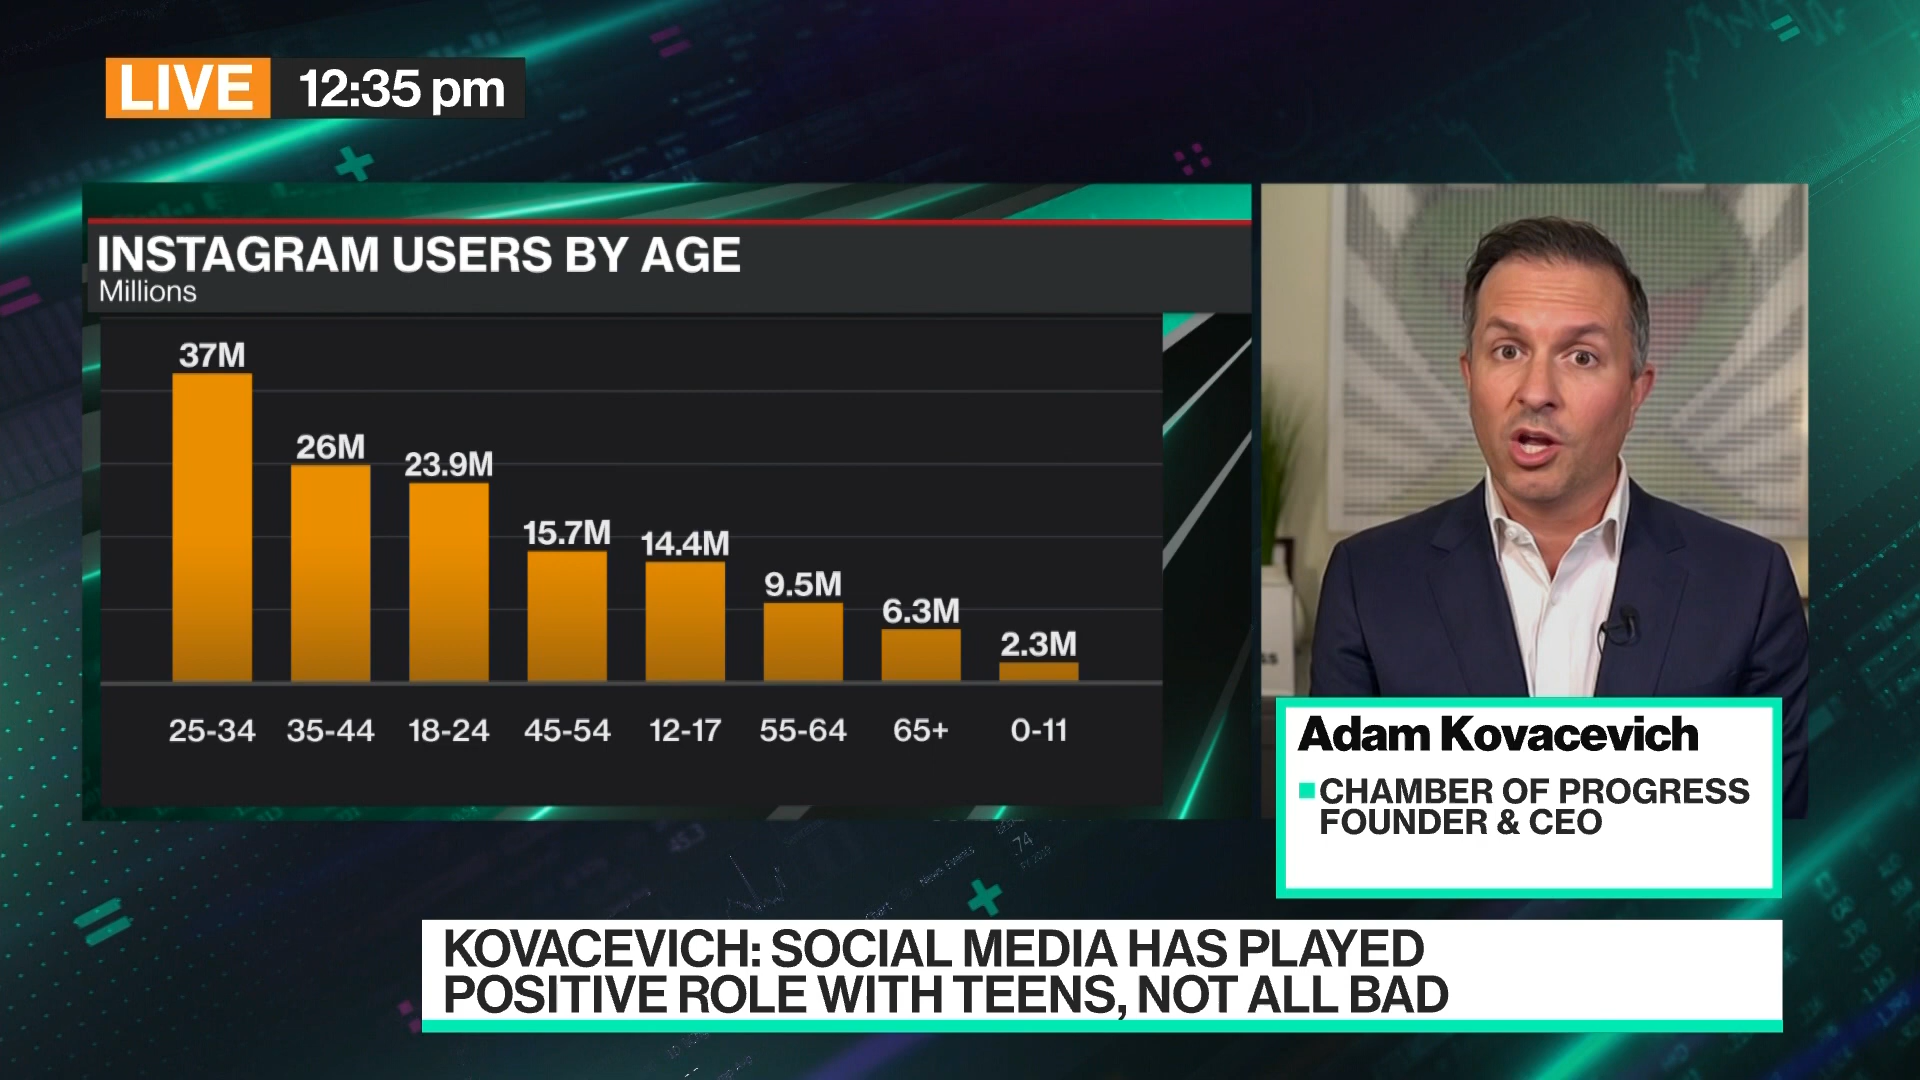 LIVE 12:35 pm
INSTAGRAM USERS BY AGE
Millions
37M
26M
23.9M
15.7M
14.4M
9.5M
6.3M
2.3M
25-34 35-44 18-24 45-54 12-17 55-64 65+ 0-11
Adam Kovacevich
CHAMBER OF PROGRESS
FOUNDER & CEO
KOVACEVICH: SOCIAL MEDIA HAS PLAYED
POSITIVE ROLE WITH TEENS, NOT ALL BAD